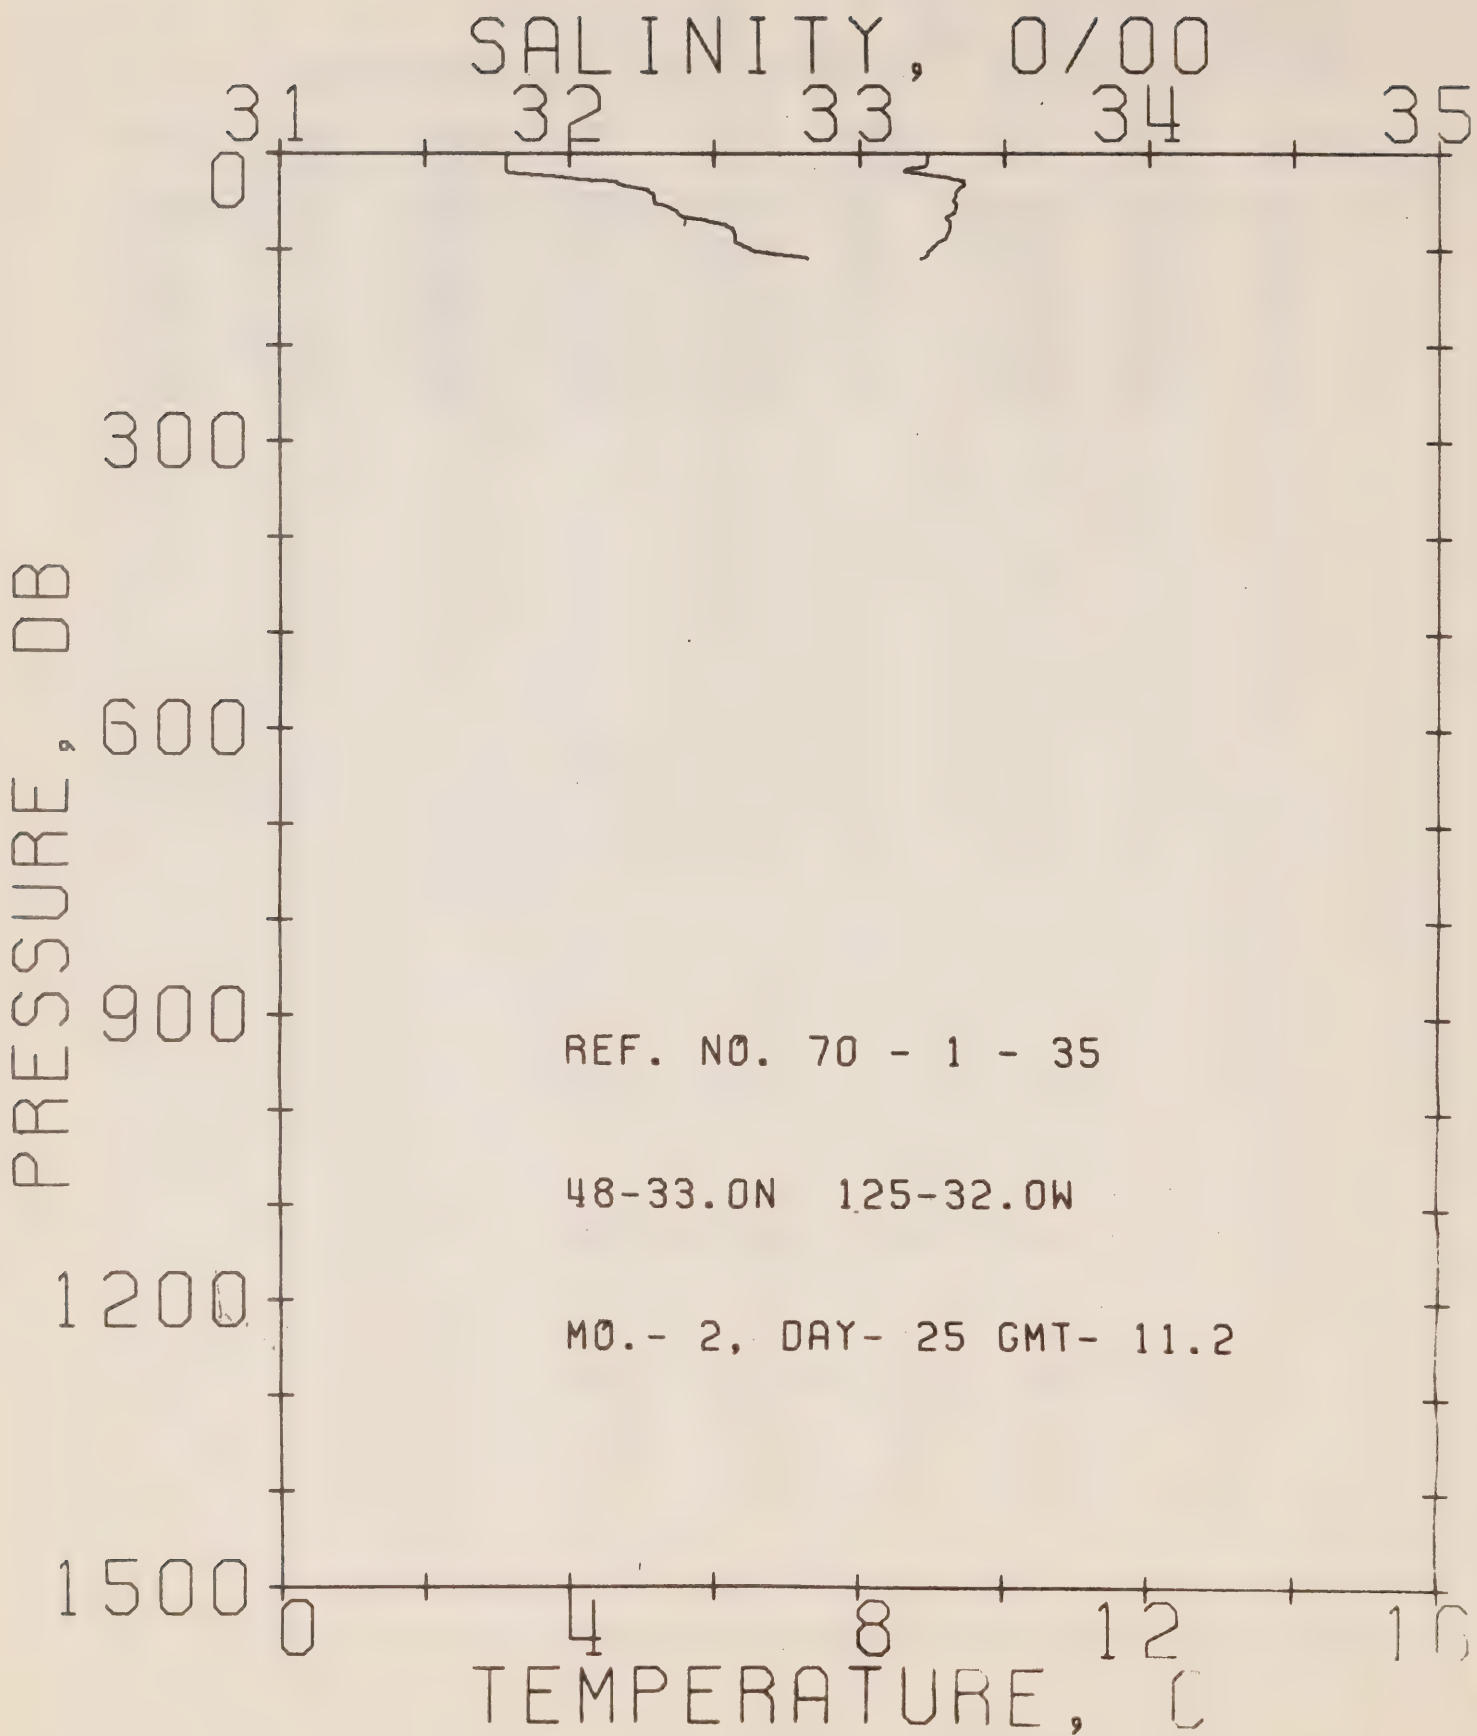 SALINITY, 0/00
31 32 33 34 35
0
300
600
900
1200
1500
PRESSURE, DB
REF. NO. 70 - 1 - 35
48-33.0N 125-32.0W
MO.- 2, DAY- 25 GMT- 11.2
0 4 8 12 16
TEMPERATURE, C